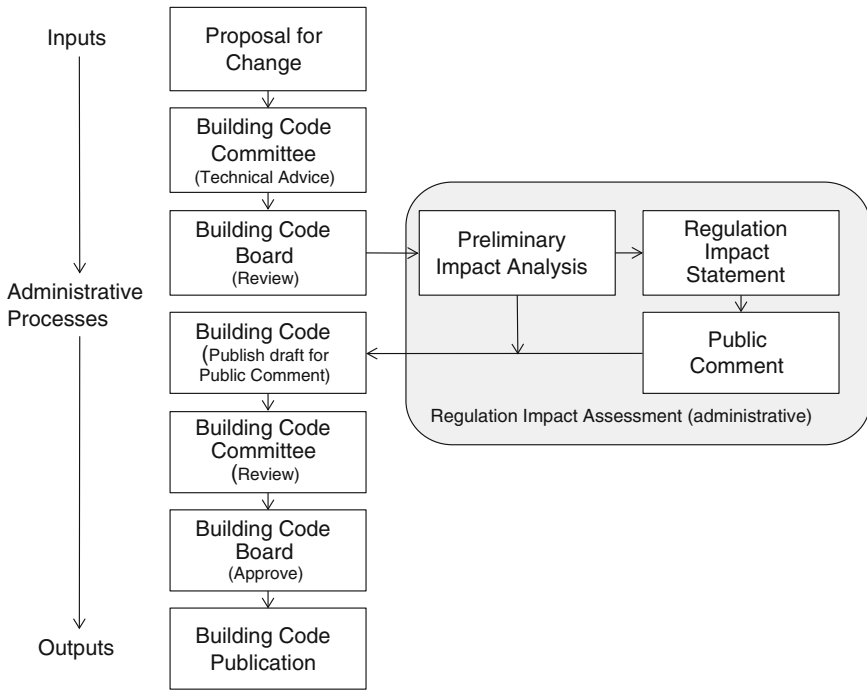 Inputs
Administrative
Processes
Outputs
Proposal for
Change
Building Code
Committee
(Technical Advice)
Building Code
Board
(Review)
Building Code
(Publish draft for
Public Comment)
Building Code
Committee
(Review)
Building Code
Board
(Approve)
Building Code
Publication
Preliminary
Impact Analysis
Regulation
Impact
Statement
Public
Comment
Regulation Impact Assessment (administrative)